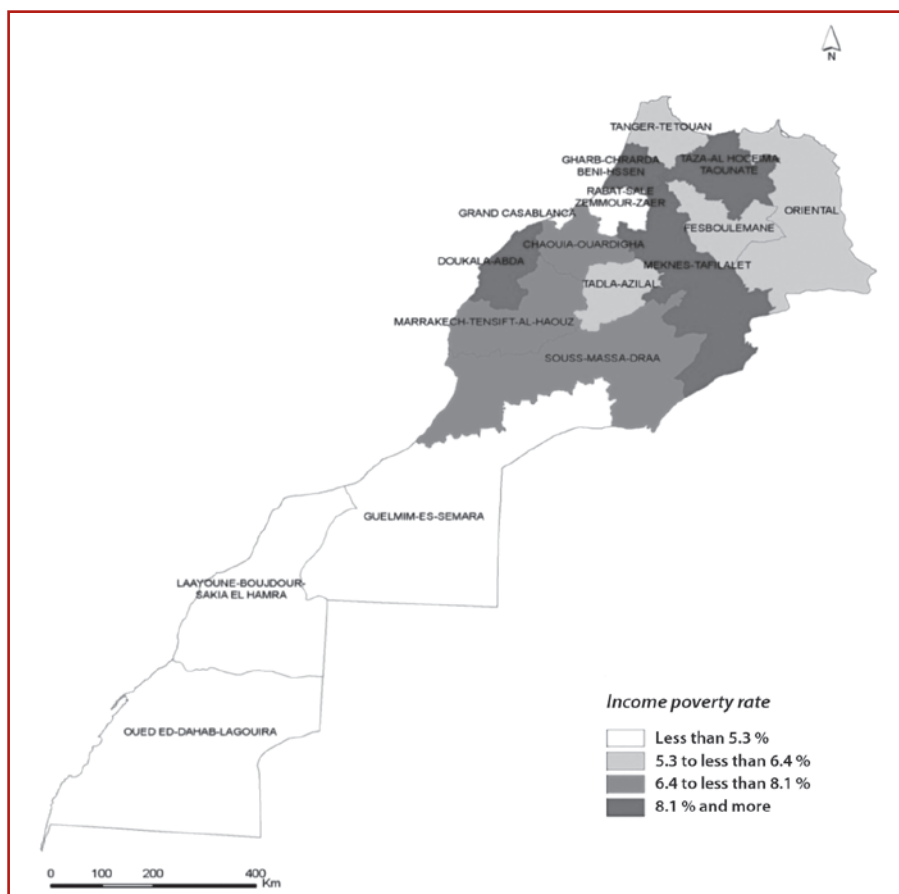 N
TANGER-TETOUAN
GHARB-CHRARDA
BENI-HSSEN
TAZA-AL HOCEIMA
TAOUNATE
RABAT-SALE
ZEMMOUR-ZAER
ORIENTAL
GRAND CASABLANCA
FESBOULEMANE
CHAOUIA-OUARDIGHA
DOUKALA-ABDA
MEKNES-TAFILALET
TADLA-AZILAL
MARRAKECH-TENSIFT-AL-HAOUZ
SOUSS-MASSA-DRAA
GUELMIM-ES-SEMARA
LAAYOUNE-BOUJDOUR-
SAKIA EL HAMRA
OUED ED-DAHAB-LAGOUIRA
Income poverty rate
Less than 5.3 %
5.3 to less than 6.4 %
6.4 to less than 8.1 %
8.1 % and more
0 100 200 400
Km